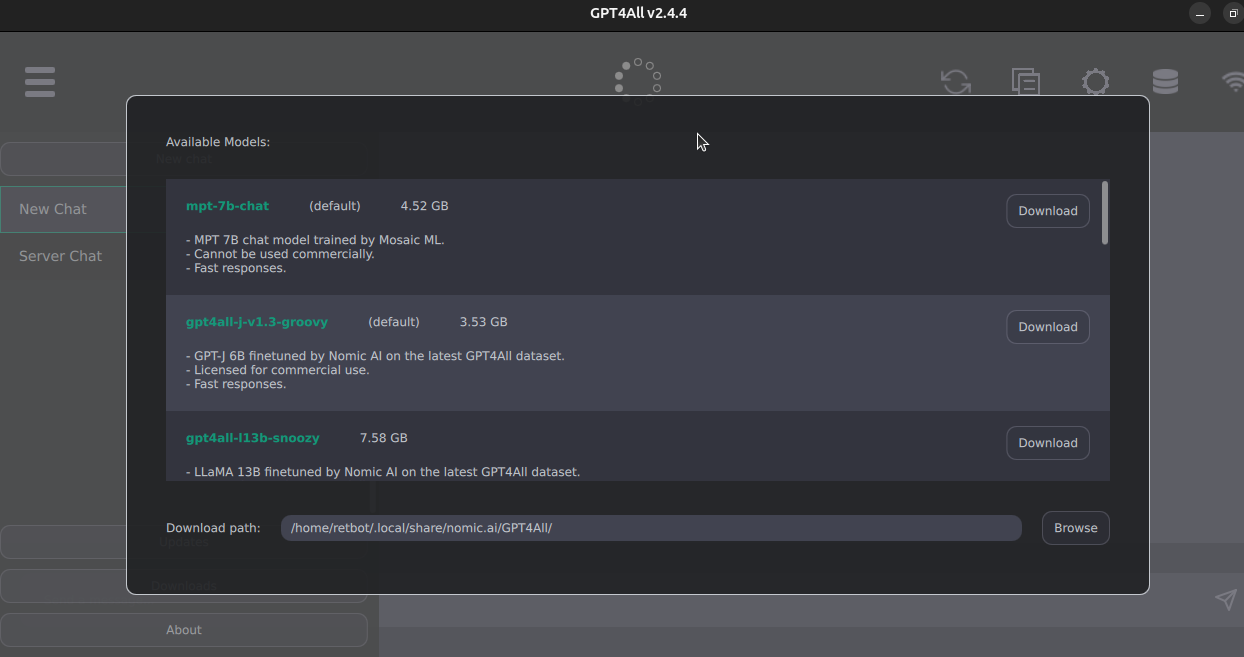 GPT4All v2.4.4
Available Models:
New chat
mpt-7b-chat (default) 4.52 GB Download
- MPT 7B chat model trained by Mosaic ML.
- Cannot be used commercially.
- Fast responses.
New Chat
Server Chat
gpt4all-j-v1.3-groovy (default) 3.53 GB Download
- GPT-J 6B finetuned by Nomic AI on the latest GPT4All dataset.
- Licensed for commercial use.
- Fast responses.
gpt4all-l13b-snoozy 7.58 GB Download
- LLaMA 13B finetuned by Nomic AI on the latest GPT4All dataset.
Download path: /home/retbot/.local/share/nomic.ai/GPT4All/ Browse
Updates
Downloads
About